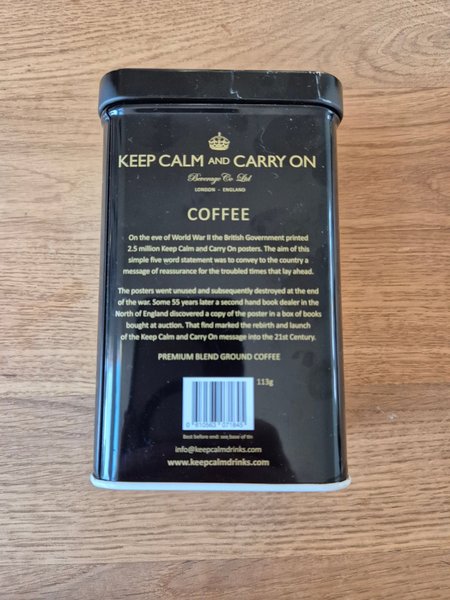 KEEP CALM AND CARRY ON
Beverage Co. Ltd
LONDON - ENGLAND
COFFEE
On the eve of World War II the British Government printed
2.5 million Keep Calm and Carry On posters. The aim of this
simple five word statement was to convey to the country a
message of reassurance for the troubled times that lay ahead.
The posters went unused and subsequently destroyed at the end
of the war. Some 55 years later a second hand book dealer in the
North of England discovered a copy of the poster in a box of books
bought at auction. That find marked the rebirth and launch
of the Keep Calm and Carry On message into the 21st Century.
PREMIUM BLEND GROUND COFFEE
113g
Best before end: see base of tin
info@keepcalmdrinks.com
www.keepcalmdrinks.com